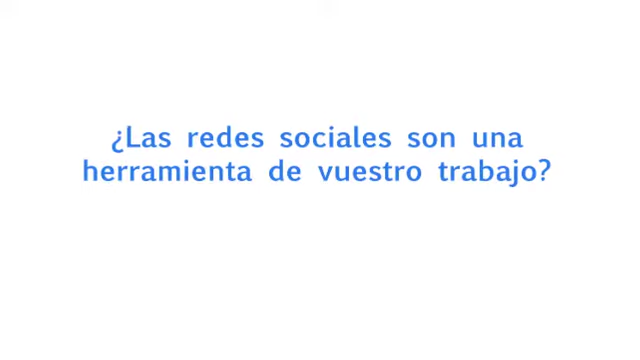 ¿Las redes sociales son una
herramienta de vuestro trabajo?